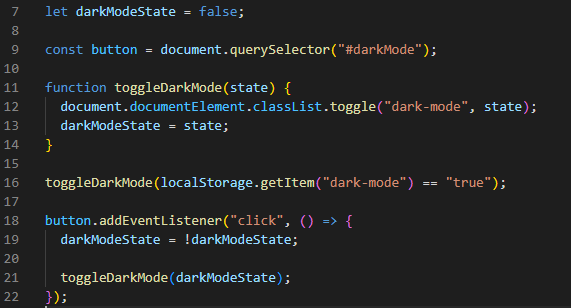 7 let darkModeState = false;
8
9 const button = document.querySelector("#darkMode");
10
11 function toggleDarkMode(state) {
12   document.documentElement.classList.toggle("dark-mode", state);
13   darkModeState = state;
14 }
15
16 toggleDarkMode(localStorage.getItem("dark-mode") == "true");
17
18 button.addEventListener("click", () => {
19   darkModeState = !darkModeState;
20
21   toggleDarkMode(darkModeState);
22 });